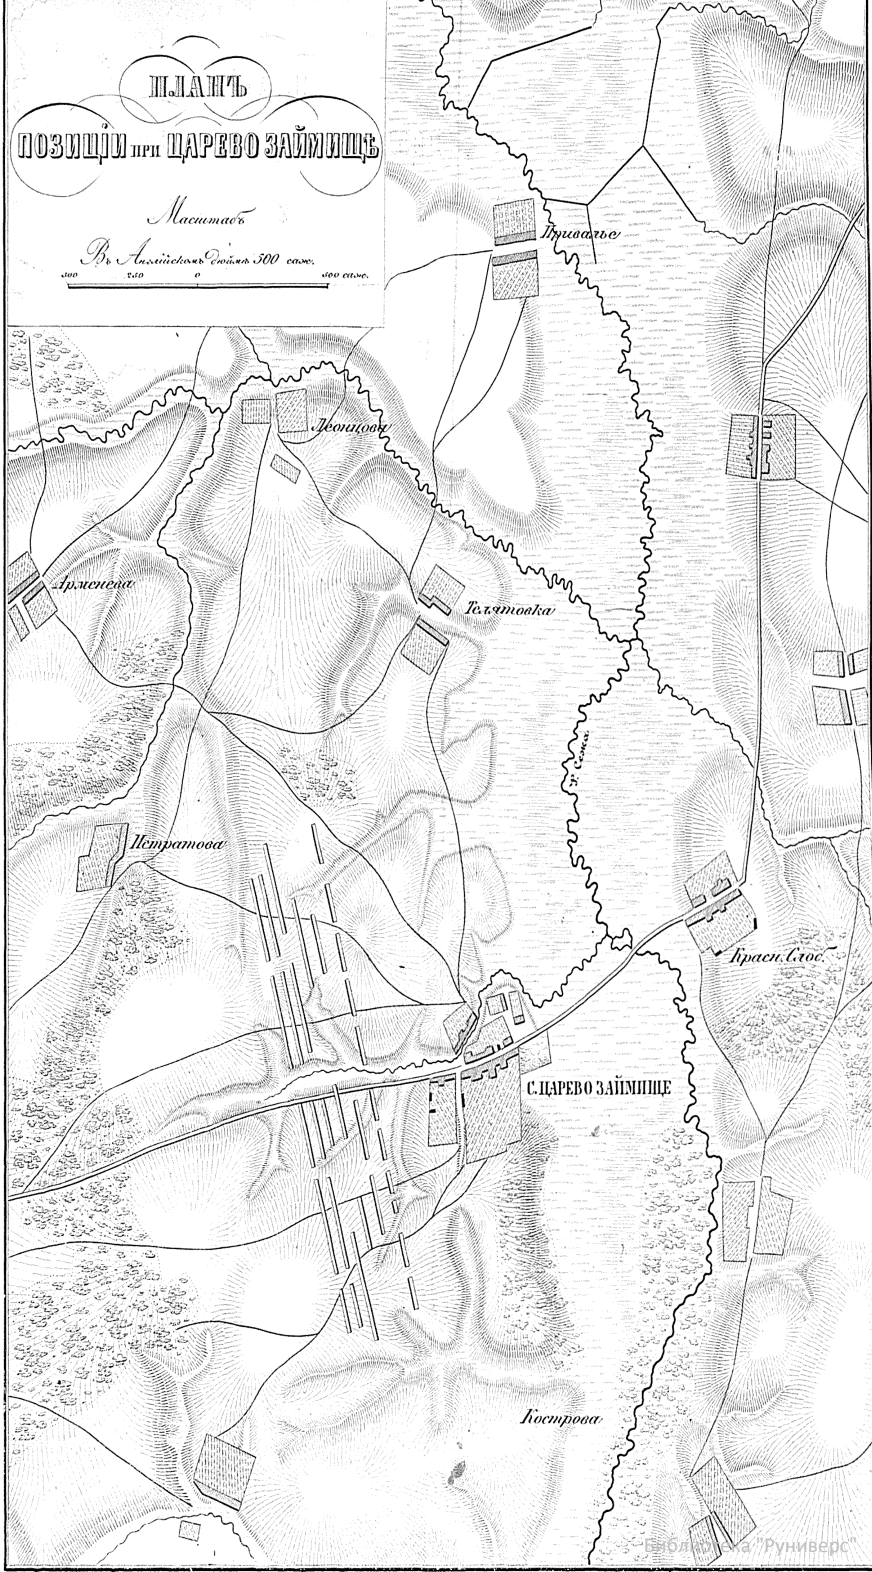 ПЛАНЪ
ПОЗИЦІИ ПРИ ЦАРЕВО ЗАЙМИЩѢ
Масштабъ
Въ Англійскомъ дюймѣ 500 саж.
500 250 0 500 саж.
Привалье
Леонцова
Арменева
Телятовка
Р. Сежа
Истратова
Красн. Слоб.
С. ЦАРЕВО ЗАЙМИЩЕ
Кострова
Библиотека "Руниверс"